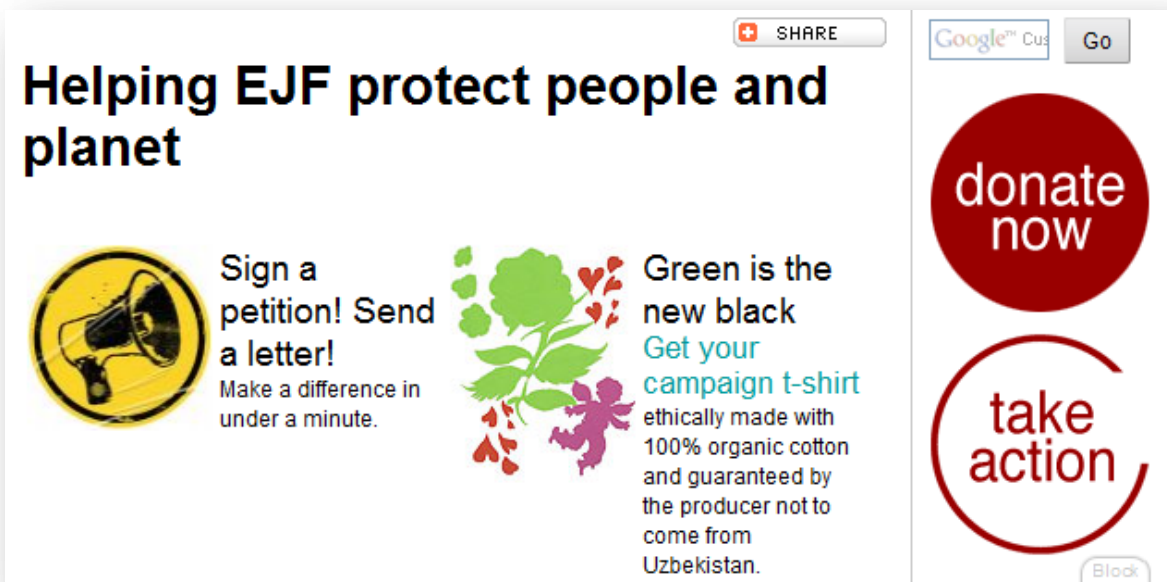 SHARE
Google™ Cus
Go
Helping EJF protect people and
planet
Sign a
petition! Send
a letter!
Make a difference in
under a minute.
Green is the
new black
Get your
campaign t-shirt
ethically made with
100% organic cotton
and guaranteed by
the producer not to
come from
Uzbekistan.
donate
now
take
action
Block